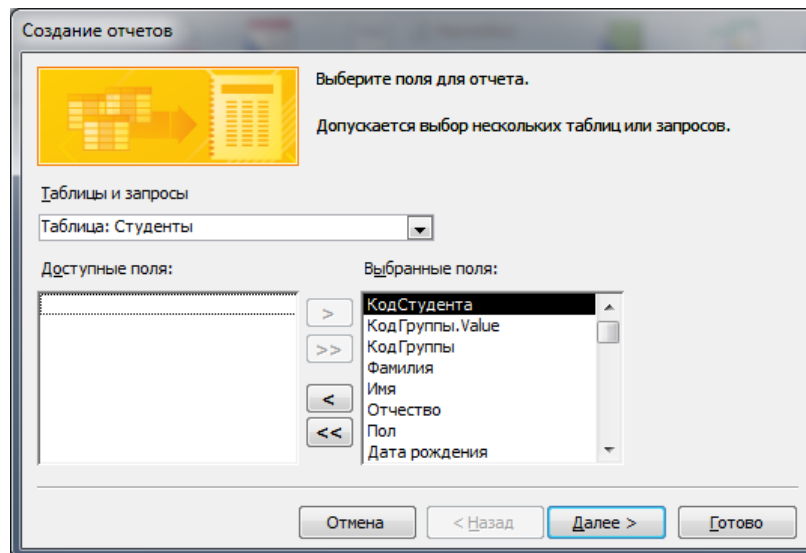 Создание отчетов
Выберите поля для отчета.
Допускается выбор нескольких таблиц или запросов.
Таблицы и запросы
Таблица: Студенты
Доступные поля:
Выбранные поля:
>
>>
<
<<
КодСтудента
КодГруппы.Value
КодГруппы
Фамилия
Имя
Отчество
Пол
Дата рождения
Отмена
< Назад
Далее >
Готово